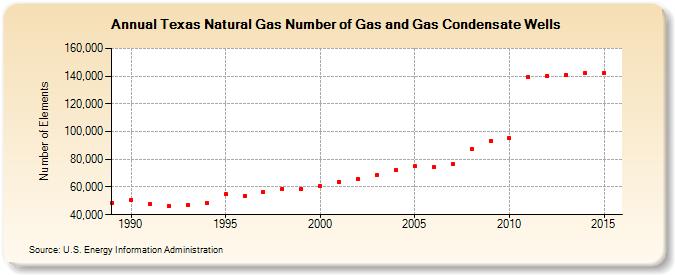 Annual Texas Natural Gas Number of Gas and Gas Condensate Wells
Number of Elements
160,000
140,000
120,000
100,000
80,000
60,000
40,000
1990 1995 2000 2005 2010 2015
Source: U.S. Energy Information Administration